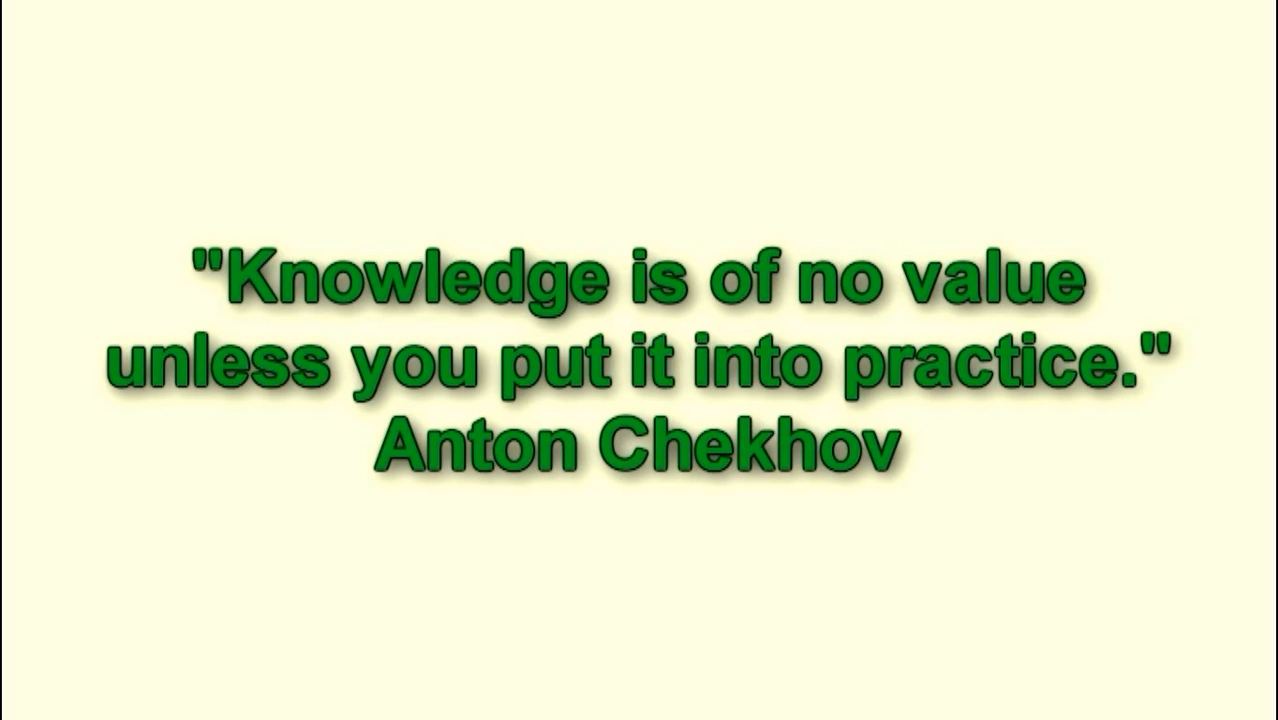 "Knowledge is of no value
unless you put it into practice."
Anton Chekhov